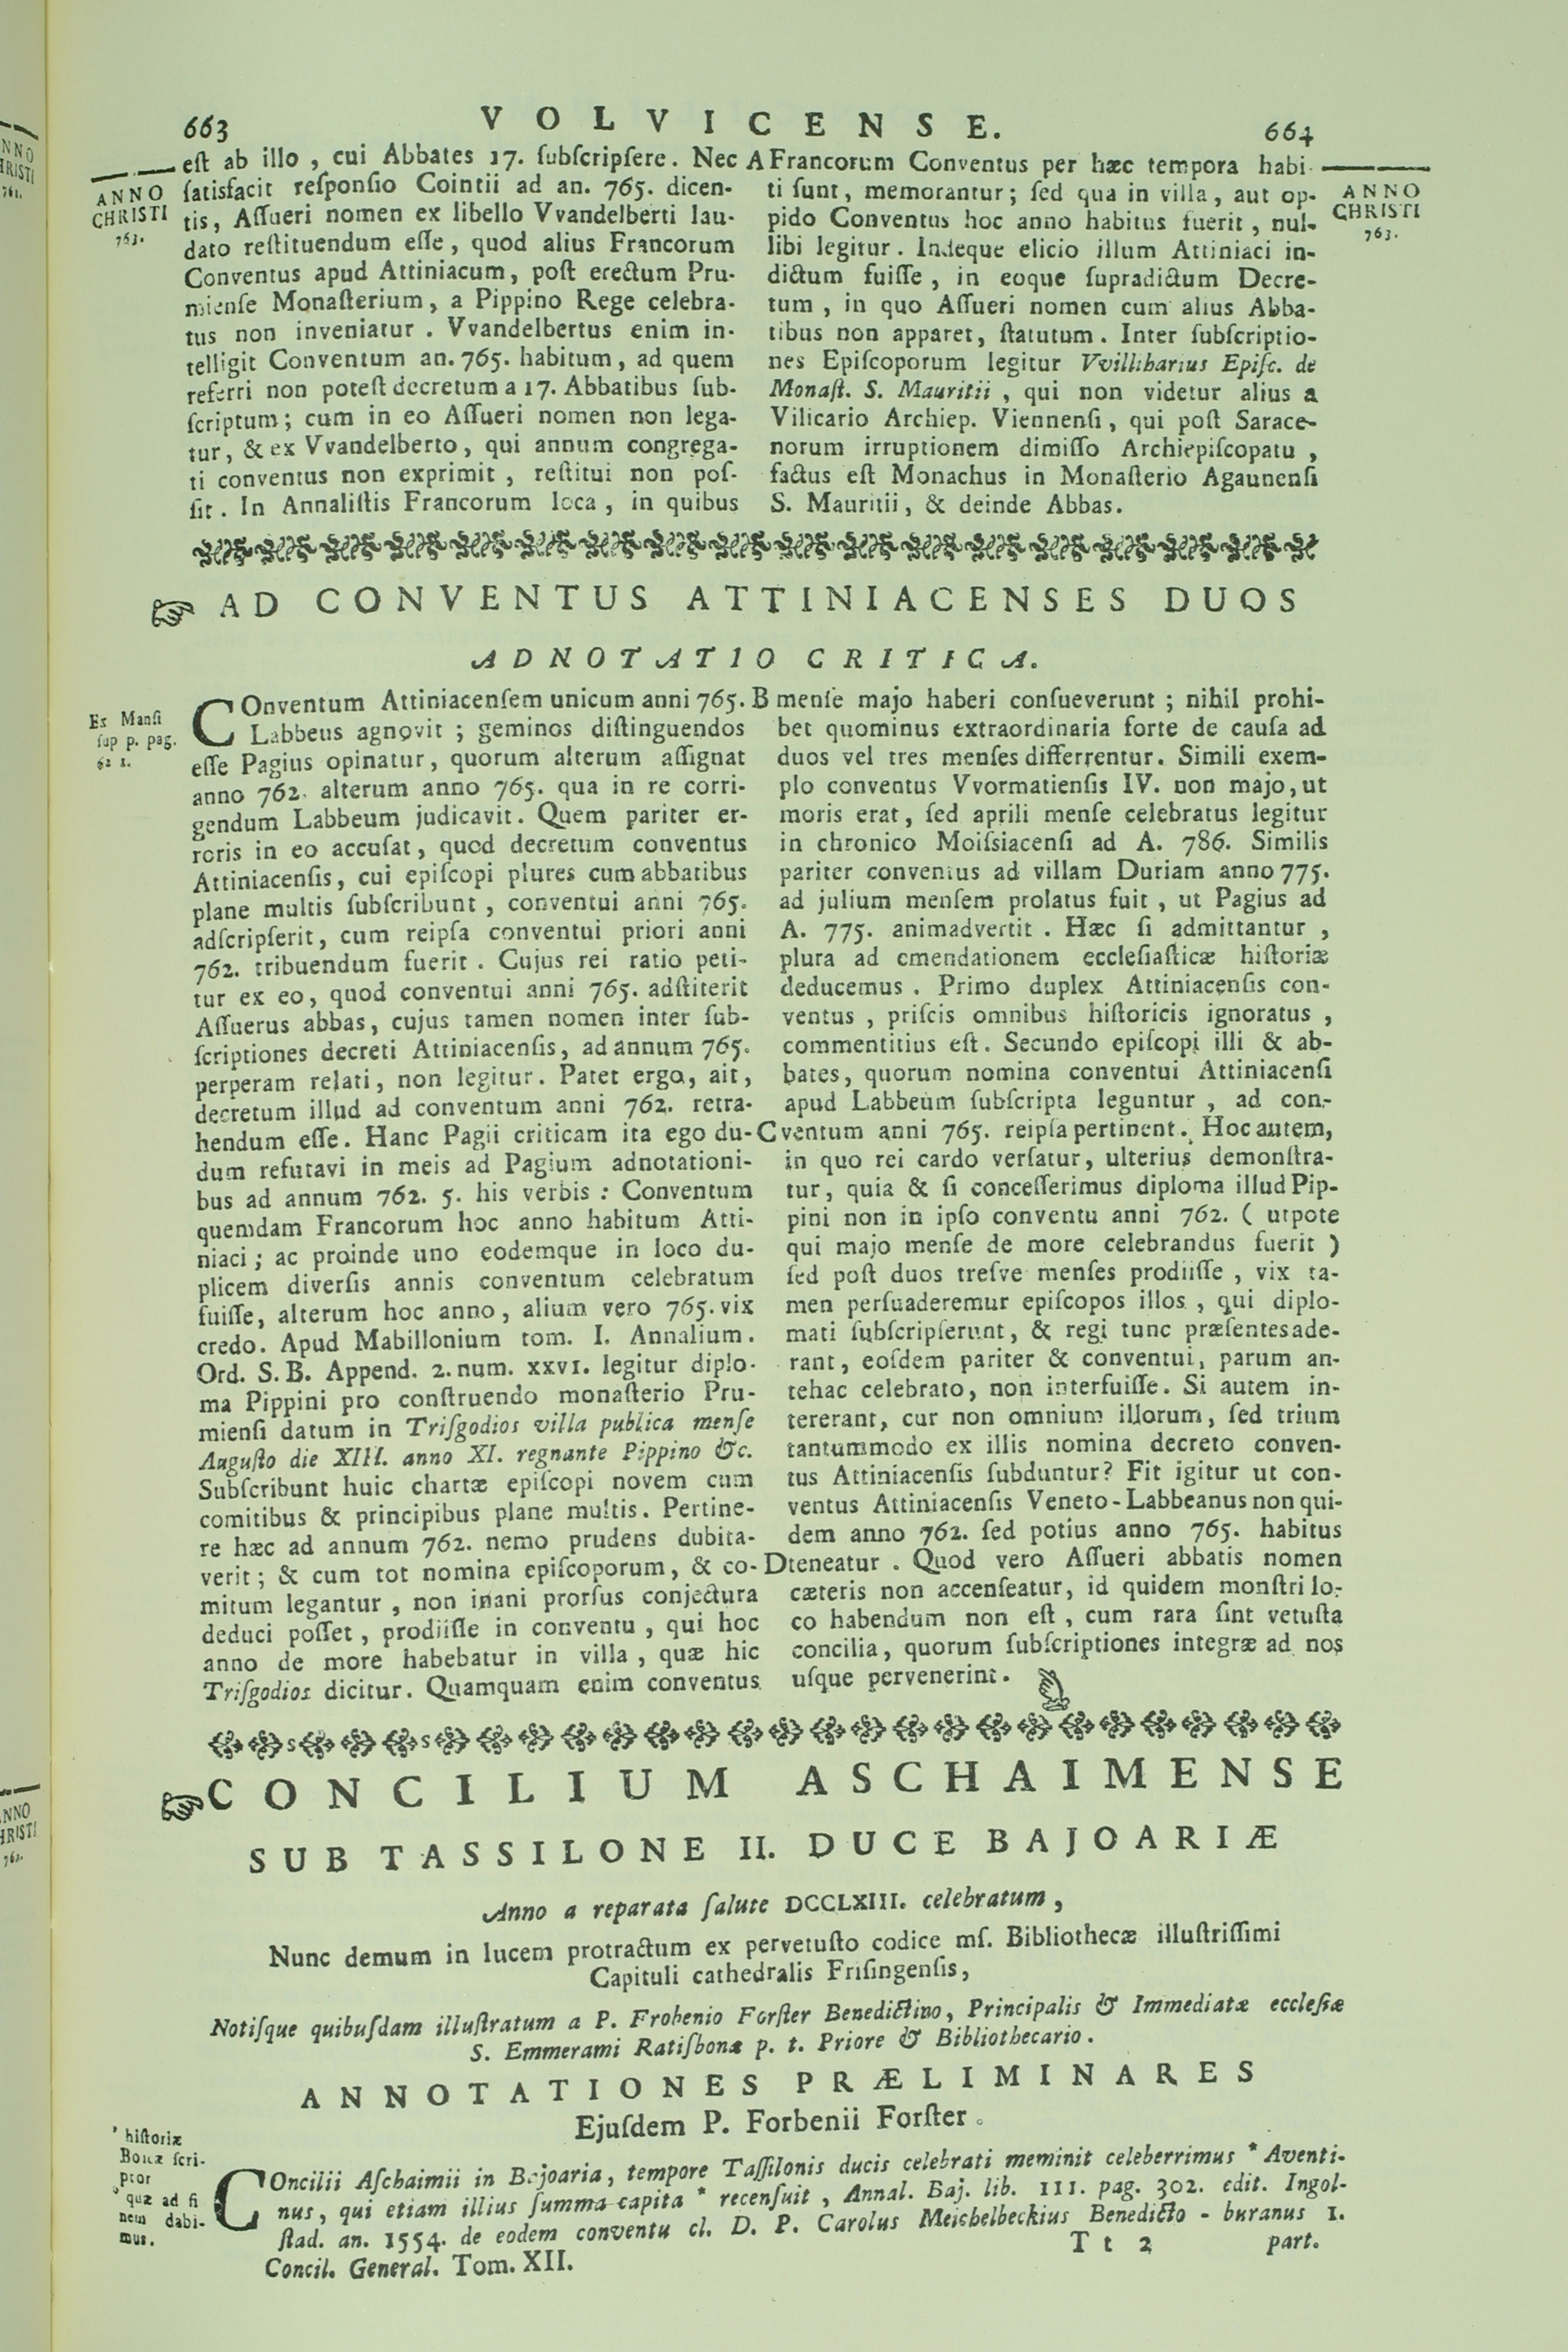 663
VOLVICENSE.
664
ANNO
CHRISTI
763.
est ab illo, cui Abbates 17. subscripsere. Nec
satisfacit responsio Cointii ad an. 765. dicen-
tis, Assueri nomen ex libello Vvandelberti lau-
dato restituendum esse, quod alius Francorum
Conventus apud Attiniacum, post erectum Pru-
miense Monasterium, a Pippino Rege celebra-
tus non inveniatur. Vvandelbertus enim in-
telligit Conventum an. 765. habitum, ad quem
referri non potest decretum a 17. Abbatibus sub-
scriptum; cum in eo Assueri nomen non lega-
tur, & ex Vvandelberto, qui annum congrega-
ti conventus non exprimit, restitui non pos-
sit. In Annalistis Francorum loca, in quibus
A Francorum Conventus per hæc tempora habi-
ti sunt, memorantur; sed qua in villa, aut op-
pido Conventus hoc anno habitus fuerit, nul-
libi legitur. Indeque elicio illum Attiniaci in-
dictum fuisse, in eoque supradictum Decre-
tum, in quo Assueri nomen cum alius Abba-
tibus non apparet, statutum. Inter subscriptio-
nes Episcoporum legitur Vvillibarius Episc. de
Monast. S. Mauritii, qui non videtur alius a
Vilicario Archiep. Viennensi, qui post Sarace-
norum irruptionem dimisso Archiepiscopatu,
factus est Monachus in Monasterio Agaunensi
S. Mauritii, & deinde Abbas.
ANNO
CHRISTI
763.
AD CONVENTUS ATTINIACENSES DUOS
ADNOTATIO CRITICA.
Ex Mansi
sup p. pag.
621.
COnventum Attiniacensem unicum anni 765.
Labbeus agnovit; geminos distinguendos
esse Pagius opinatur, quorum alterum assignat
anno 762. alterum anno 765. qua in re corri-
gendum Labbeum judicavit. Quem pariter er-
roris in eo accusat, quod decretum conventus
Attiniacensis, cui episcopi plures cum abbatibus
plane multis subscribunt, conventui anni 765.
adscripserit, cum reipsa conventui priori anni
762. tribuendum fuerit. Cujus rei ratio peti-
tur ex eo, quod conventui anni 765. adstiterit
Assuerus abbas, cujus tamen nomen inter sub-
scriptiones decreti Attiniacensis, ad annum 765.
perperam relati, non legitur. Patet ergo, ait,
decretum illud ad conventum anni 762. retra-
hendum esse. Hanc Pagii criticam ita ego du-
dum refutavi in meis ad Pagium adnotationi-
bus ad annum 762. 5. his verbis: Conventum
quemdam Francorum hoc anno habitum Atti-
niaci; ac proinde uno eodemque in loco du-
plicem diversis annis conventum celebratum
fuisse, alterum hoc anno, alium vero 765. vix
credo. Apud Mabillonium tom. I. Annalium.
Ord. S. B. Append. 2. num. XXVI. legitur diplo-
ma Pippini pro construendo monasterio Pru-
miensi datum in Trisgodios villa publica mense
Augusto die XIII. anno XI. regnante Pippino &c.
Subscribunt huic chartæ episcopi novem cum
comitibus & principibus plane multis. Pertine-
re hæc ad annum 762. nemo prudens dubita-
verit; & cum tot nomina episcoporum, & co-
mitum legantur, non inani prorsus conjectura
deduci posset, prodiisse in conventu, qui hoc
anno de more habebatur in villa, quæ hic
Trisgodios dicitur. Quamquam enim conventus
B mense majo haberi consueverunt; nihil prohi-
bet quominus extraordinaria forte de causa ad
duos vel tres menses differrentur. Simili exem-
plo conventus Vvormatiensis IV. non majo, ut
moris erat, sed aprili mense celebratus legitur
in chronico Moissiacensi ad A. 786. Similis
pariter conventus ad villam Duriam anno 775.
ad julium mensem prolatus fuit, ut Pagius ad
A. 775. animadvertit. Hæc si admittantur,
plura ad emendationem ecclesiasticæ historiæ
deducemus. Primo duplex Attiniacensis con-
ventus, priscis omnibus historicis ignoratus,
commentitius est. Secundo episcopi illi & ab-
bates, quorum nomina conventui Attiniacensi
apud Labbeum subscripta leguntur, ad con-
C ventum anni 765. reipsa pertinent. Hoc autem,
in quo rei cardo versatur, ulterius demonstra-
tur, quia & si concesserimus diploma illud Pip-
pini non in ipso conventu anni 762. (utpote
qui majo mense de more celebrandus fuerit)
sed post duos tresve menses prodiisse, vix ta-
men persuaderemur episcopos illos, qui diplo-
mati subscripserunt, & regi tunc præsentes ade-
rant, eosdem pariter & conventui, parum an-
tehac celebrato, non interfuisse. Si autem in-
tererant, cur non omnium illorum, sed trium
tantummodo ex illis nomina decreto conven-
tus Attiniacensis subduntur? Fit igitur ut con-
ventus Attiniacensis Veneto-Labbeanus non qui-
dem anno 762. sed potius anno 765. habitus
D teneatur. Quod vero Assueri abbatis nomen
cæteris non accenseatur, id quidem monstri lo-
co habendum non est, cum rara sint vetusta
concilia, quorum subscriptiones integræ ad nos
usque pervenerint.
CONCILIUM ASCHAIMENSE
SUB TASSILONE II. DUCE BAJOARIÆ
Anno a reparata salute DCCLXIII. celebratum,
Nunc demum in lucem protractum ex pervetusto codice ms. Bibliothecæ illustrissimi
Capituli cathedralis Frisingensis,
Notisque quibusdam illustratum a P. Frobenio Forster Benedictino, Principalis & Immediatæ ecclesiæ
S. Emmerami Ratisbonæ p. t. Priore & Bibliothecario.
ANNOTATIONES PRÆLIMINARES
Ejusdem P. Forbenii Forster.
* historiæ
Boicæ scri-
ptor
* quæ ad fi
nem dabi-
mus.
COncilii Aschaimii in Bajoaria, tempore Tassilonis ducis celebrati meminit celeberrimus * Aventi-
nus, qui etiam illius summa capita * recensuit, Annal. Baj. lib. III. pag. 302. edit. Ingol-
stad. an. 1554. de eodem conventu cl. D. P. Carolus Meichelbeckius Benedicto-buranus 1.
Concil. General. Tom. XII.
Tt 2
part.